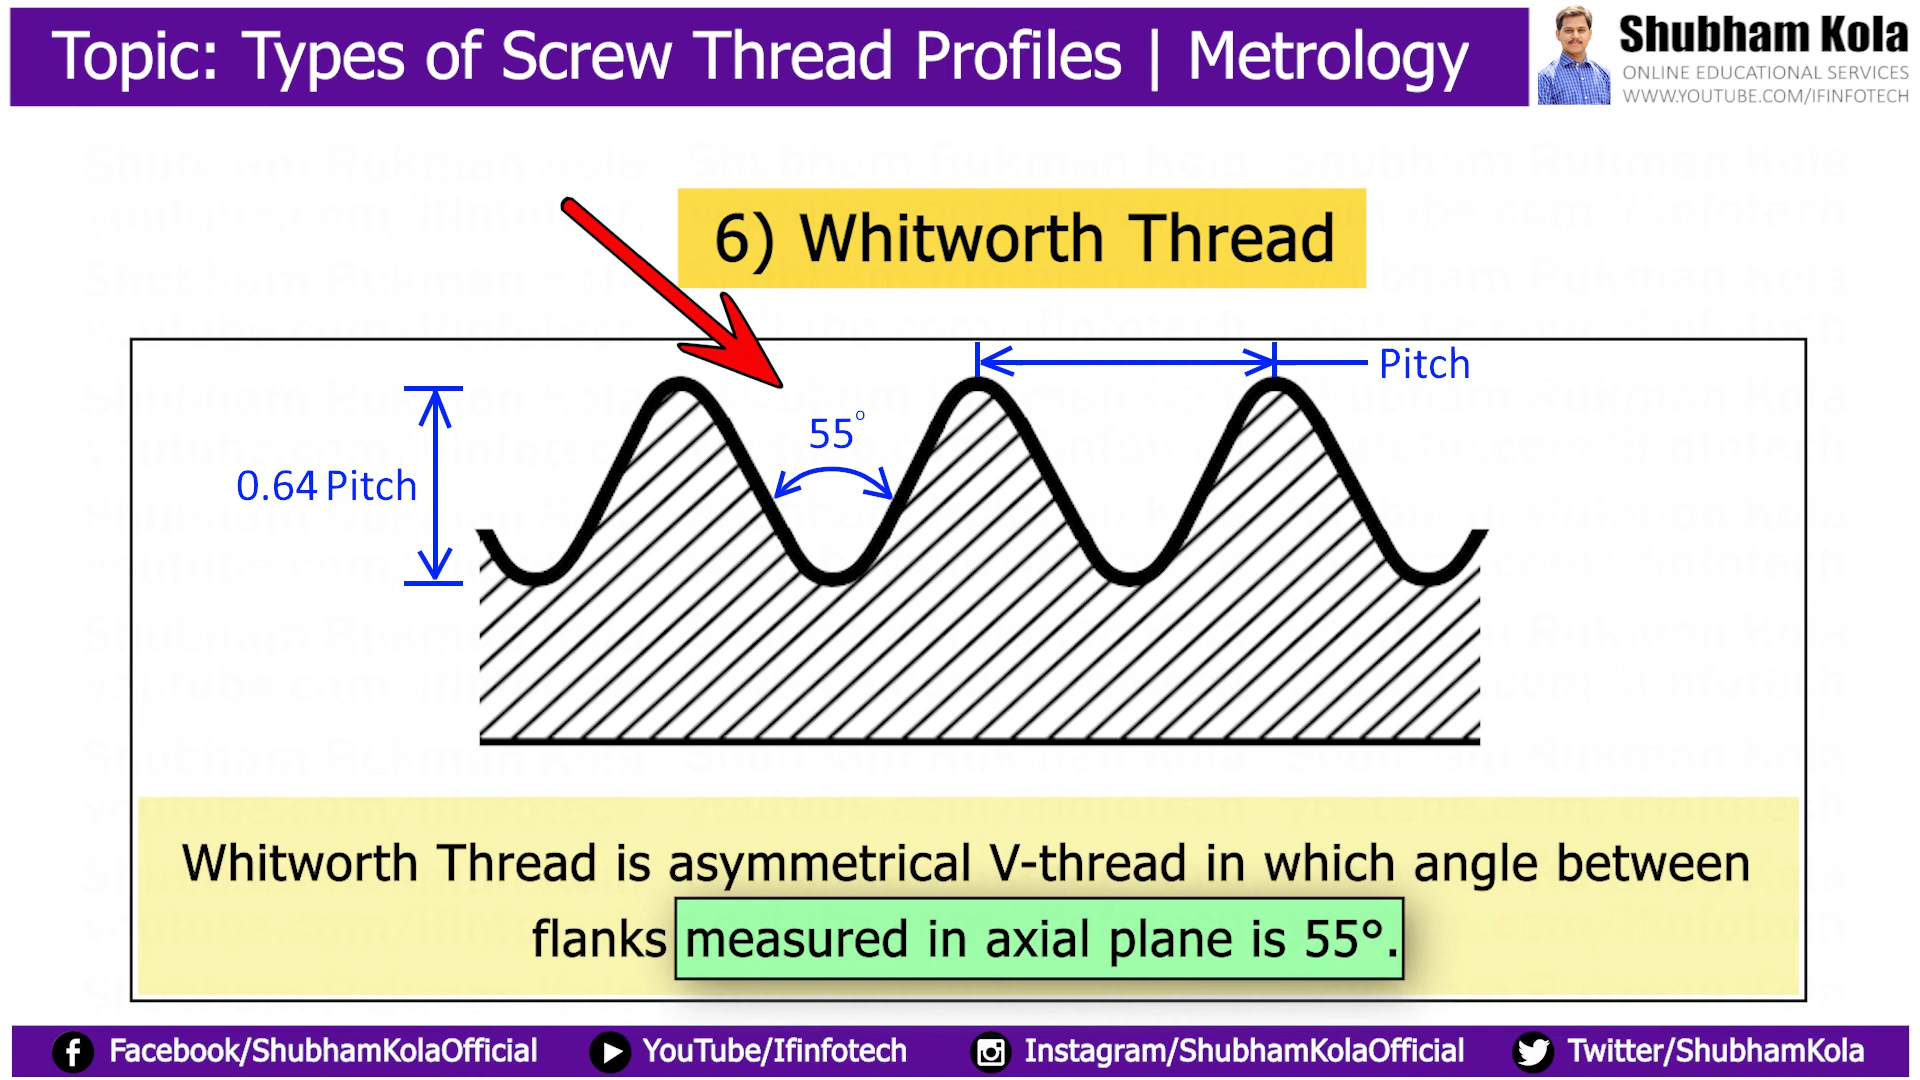 Topic: Types of Screw Thread Profiles | Metrology
Shubham Kola
ONLINE EDUCATIONAL SERVICES
WWW.YOUTUBE.COM/IFINFOTECH
6) Whitworth Thread
Pitch
55°
0.64 Pitch
Whitworth Thread is asymmetrical V-thread in which angle between
flanks measured in axial plane is 55°.
Facebook/ShubhamKolaOfficial
YouTube/Ifinfotech
Instagram/ShubhamKolaOfficial
Twitter/ShubhamKola